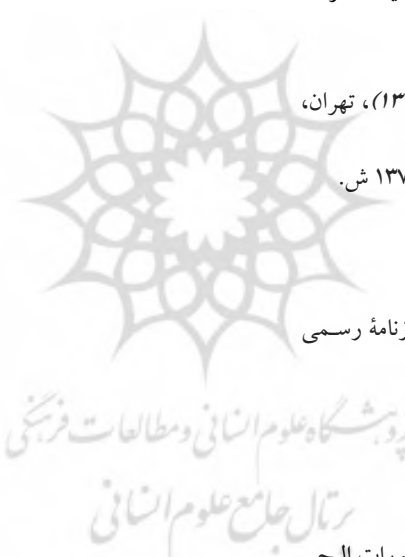 ۱۳)، تهران،
۱۳۷ ش.
زنامهٔ رسمی
پژوهشگاه علوم انسانی و مطالعات فرهنگی
پرتال جامع علوم انسانی